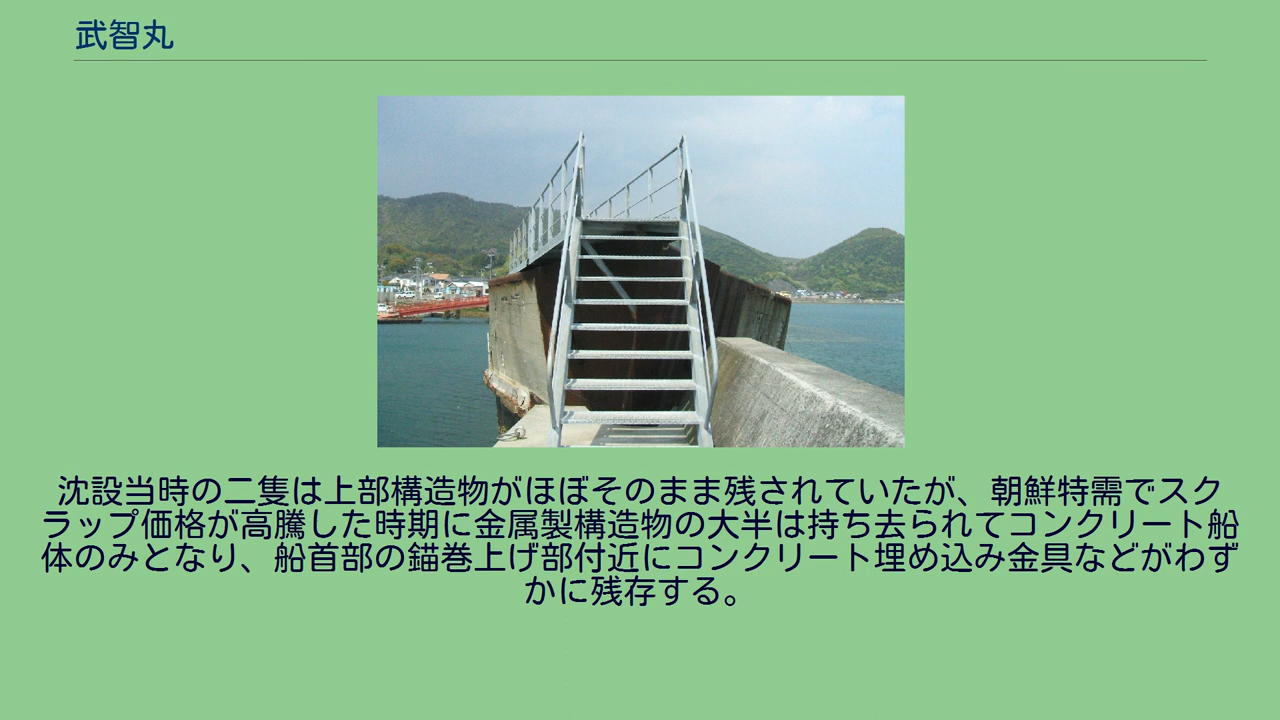 武智丸
沈設当時の二隻は上部構造物がほぼそのまま残されていたが、朝鮮特需でスク
ラップ価格が高騰した時期に金属製構造物の大半は持ち去られてコンクリート船
体のみとなり、船首部の錨巻上げ部付近にコンクリート埋め込み金具などがわず
かに残存する。